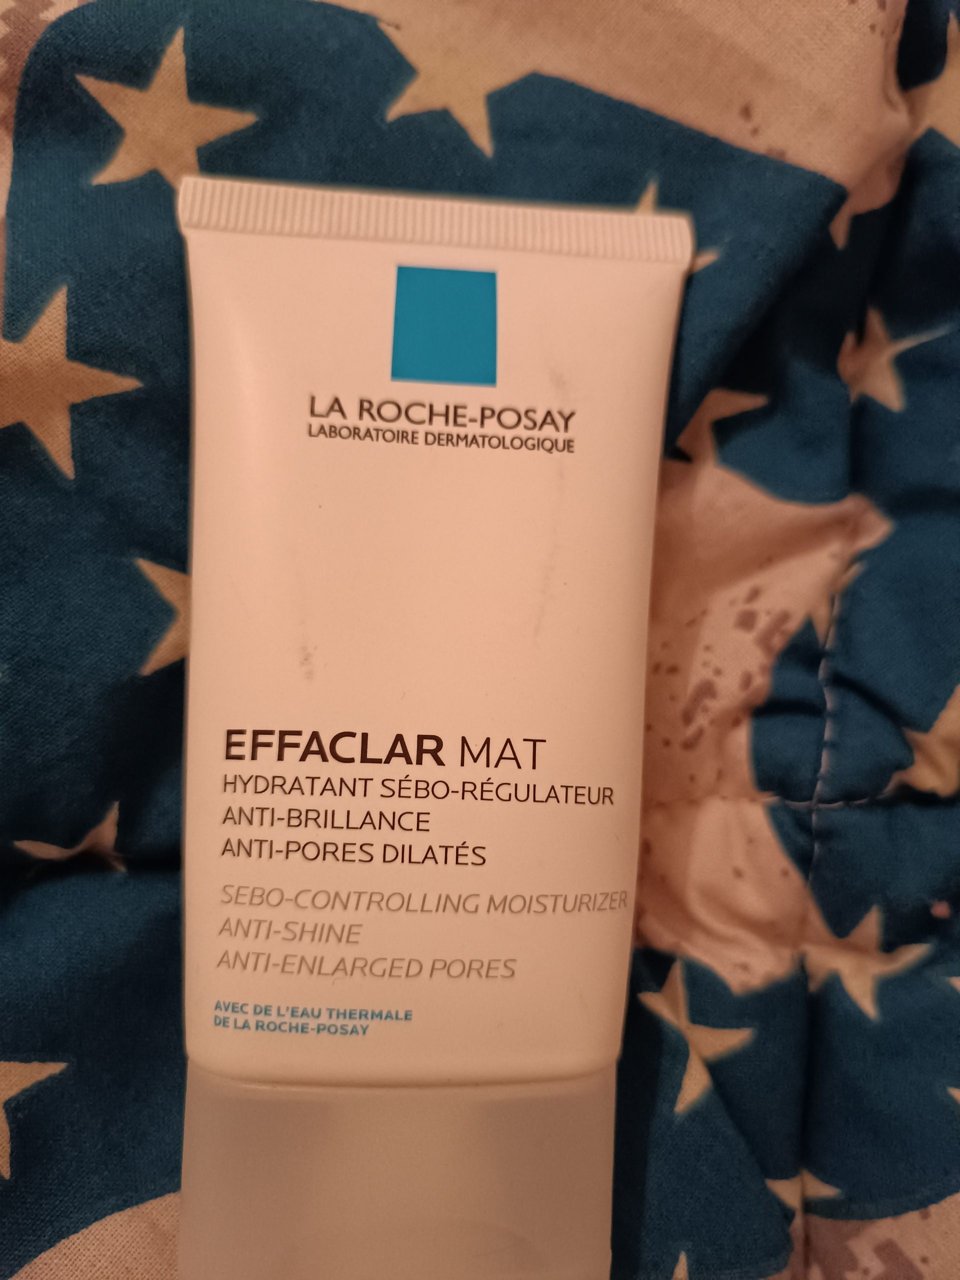 LA ROCHE-POSAY
LABORATOIRE DERMATOLOGIQUE
EFFACLAR MAT
HYDRATANT SÉBO-RÉGULATEUR
ANTI-BRILLANCE
ANTI-PORES DILATÉS
SEBO-CONTROLLING MOISTURIZER
ANTI-SHINE
ANTI-ENLARGED PORES
AVEC DE L'EAU THERMALE
DE LA ROCHE-POSAY